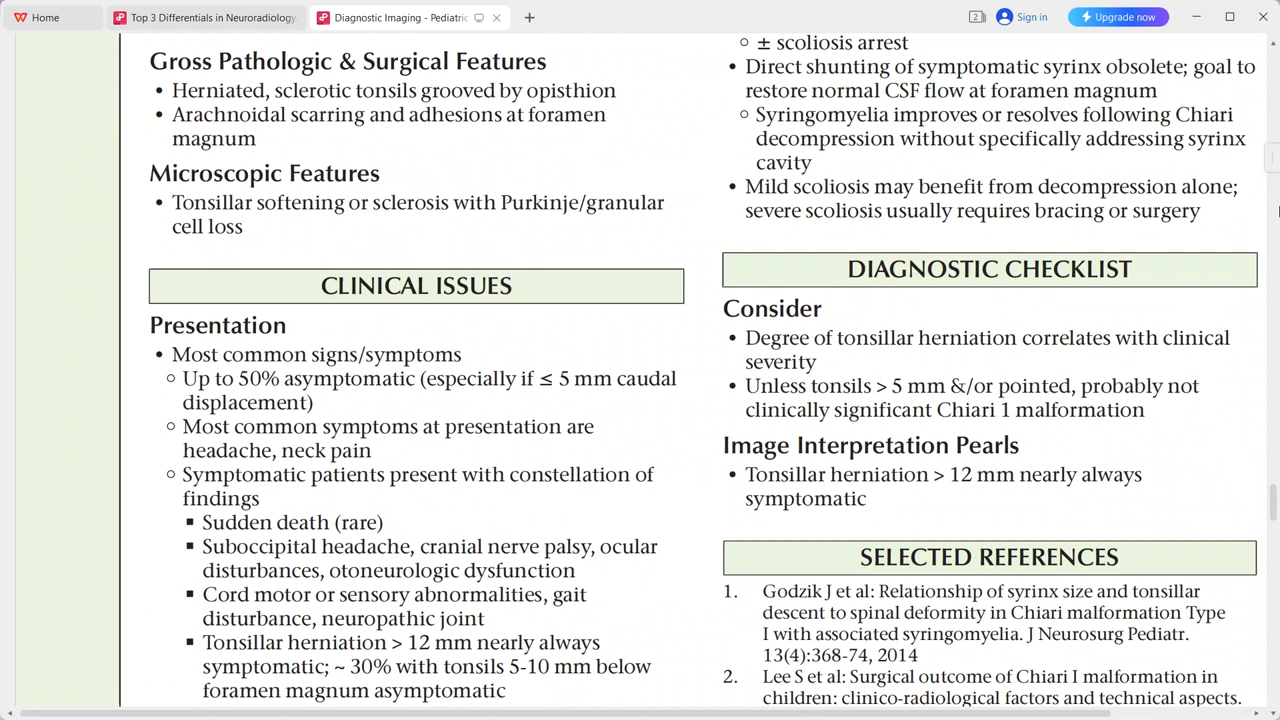 Home
Top 3 Differentials in Neuroradiology
Diagnostic Imaging - Pediatric
2
Sign in
Upgrade now
Gross Pathologic & Surgical Features
• Herniated, sclerotic tonsils grooved by opisthion
• Arachnoidal scarring and adhesions at foramen
magnum
Microscopic Features
• Tonsillar softening or sclerosis with Purkinje/granular
cell loss
CLINICAL ISSUES
Presentation
• Most common signs/symptoms
○ Up to 50% asymptomatic (especially if ≤ 5 mm caudal
displacement)
○ Most common symptoms at presentation are
headache, neck pain
○ Symptomatic patients present with constellation of
findings
▪ Sudden death (rare)
▪ Suboccipital headache, cranial nerve palsy, ocular
disturbances, otoneurologic dysfunction
▪ Cord motor or sensory abnormalities, gait
disturbance, neuropathic joint
▪ Tonsillar herniation > 12 mm nearly always
symptomatic; ~ 30% with tonsils 5-10 mm below
foramen magnum asymptomatic
○ ± scoliosis arrest
• Direct shunting of symptomatic syrinx obsolete; goal to
restore normal CSF flow at foramen magnum
○ Syringomyelia improves or resolves following Chiari
decompression without specifically addressing syrinx
cavity
• Mild scoliosis may benefit from decompression alone;
severe scoliosis usually requires bracing or surgery
DIAGNOSTIC CHECKLIST
Consider
• Degree of tonsillar herniation correlates with clinical
severity
• Unless tonsils > 5 mm &/or pointed, probably not
clinically significant Chiari 1 malformation
Image Interpretation Pearls
• Tonsillar herniation > 12 mm nearly always
symptomatic
SELECTED REFERENCES
1. Godzik J et al: Relationship of syrinx size and tonsillar
descent to spinal deformity in Chiari malformation Type
I with associated syringomyelia. J Neurosurg Pediatr.
13(4):368-74, 2014
2. Lee S et al: Surgical outcome of Chiari I malformation in
children: clinico-radiological factors and technical aspects.